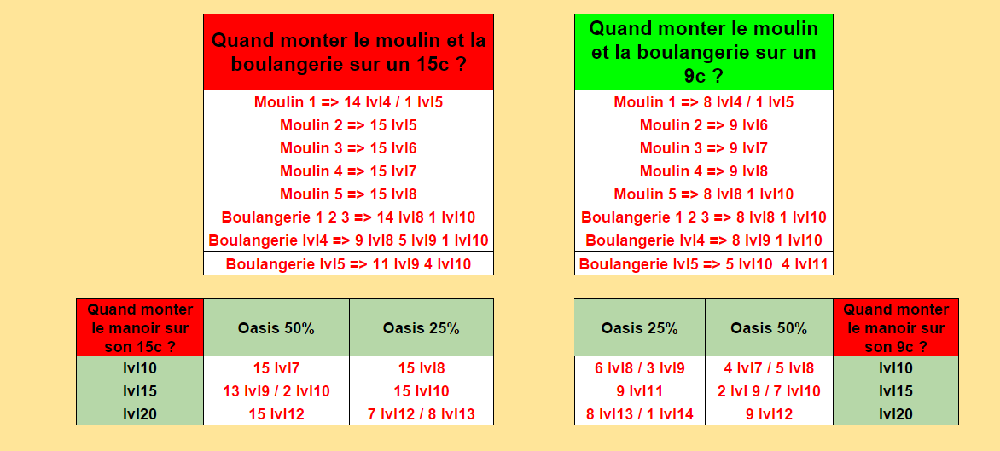 Quand monter le moulin et la
boulangerie sur un 15c ?
Moulin 1 => 14 lvl4 / 1 lvl5
Moulin 2 => 15 lvl5
Moulin 3 => 15 lvl6
Moulin 4 => 15 lvl7
Moulin 5 => 15 lvl8
Boulangerie 1 2 3 => 14 lvl8 1 lvl10
Boulangerie lvl4 => 9 lvl8 5 lvl9 1 lvl10
Boulangerie lvl5 => 11 lvl9 4 lvl10
Quand monter le moulin
et la boulangerie sur un
9c ?
Moulin 1 => 8 lvl4 / 1 lvl5
Moulin 2 => 9 lvl6
Moulin 3 => 9 lvl7
Moulin 4 => 9 lvl8
Moulin 5 => 8 lvl8 1 lvl10
Boulangerie 1 2 3 => 8 lvl8 1 lvl10
Boulangerie lvl4 => 8 lvl9 1 lvl10
Boulangerie lvl5 => 5 lvl10  4 lvl11
Quand monter
le manoir sur
son 15c ?
Oasis 50%
Oasis 25%
lvl10
15 lvl7
15 lvl8
lvl15
13 lvl9 / 2 lvl10
15 lvl10
lvl20
15 lvl12
7 lvl12 / 8 lvl13
Oasis 25%
Oasis 50%
Quand monter
le manoir sur
son 9c ?
6 lvl8 / 3 lvl9
4 lvl7 / 5 lvl8
lvl10
9 lvl11
2 lvl 9 / 7 lvl10
lvl15
8 lvl13 / 1 lvl14
9 lvl12
lvl20